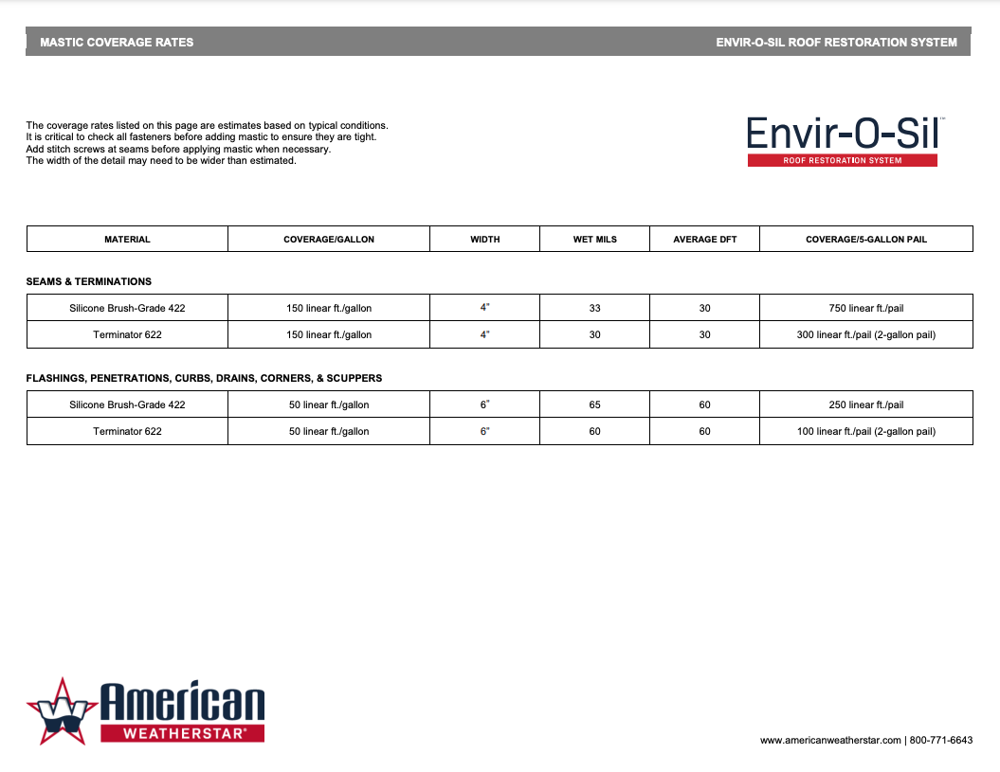 MASTIC COVERAGE RATES
ENVIR-O-SIL ROOF RESTORATION SYSTEM
The coverage rates listed on this page are estimates based on typical conditions.
It is critical to check all fasteners before adding mastic to ensure they are tight.
Add stitch screws at seams before applying mastic when necessary.
The width of the detail may need to be wider than estimated.
Envir-O-Sil™
ROOF RESTORATION SYSTEM
MATERIAL COVERAGE/GALLON WIDTH WET MILS AVERAGE DFT COVERAGE/5-GALLON PAIL
SEAMS & TERMINATIONS
Silicone Brush-Grade 422 150 linear ft./gallon 4" 33 30 750 linear ft./pail
Terminator 622 150 linear ft./gallon 4" 30 30 300 linear ft./pail (2-gallon pail)
FLASHINGS, PENETRATIONS, CURBS, DRAINS, CORNERS, & SCUPPERS
Silicone Brush-Grade 422 50 linear ft./gallon 6" 65 60 250 linear ft./pail
Terminator 622 50 linear ft./gallon 6" 60 60 100 linear ft./pail (2-gallon pail)
W American
WEATHERSTAR®
www.americanweatherstar.com | 800-771-6643